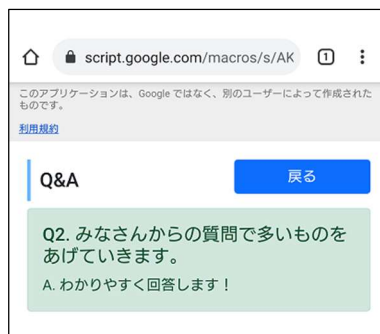 script.google.com/macros/s/AK
1
このアプリケーションは、Google ではなく、別のユーザーによって作成された
ものです。
利用規約
Q&A
戻る
Q2. みなさんからの質問で多いものを
あげていきます。
A. わかりやすく回答します！